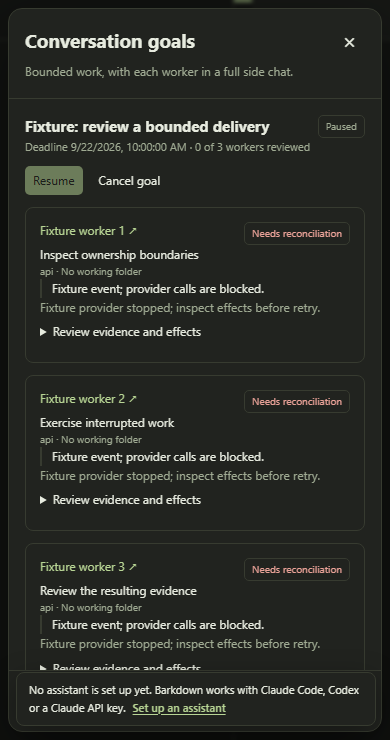 Conversation goals
Bounded work, with each worker in a full side chat.
Fixture: review a bounded delivery
Paused
Deadline 9/22/2026, 10:00:00 AM · 0 of 3 workers reviewed
Resume Cancel goal
Fixture worker 1 ↗
Needs reconciliation
Inspect ownership boundaries
api · No working folder
Fixture event; provider calls are blocked.
Fixture provider stopped; inspect effects before retry.
Review evidence and effects
Fixture worker 2 ↗
Needs reconciliation
Exercise interrupted work
api · No working folder
Fixture event; provider calls are blocked.
Fixture provider stopped; inspect effects before retry.
Review evidence and effects
Fixture worker 3 ↗
Needs reconciliation
Review the resulting evidence
api · No working folder
Fixture event; provider calls are blocked.
Fixture provider stopped; inspect effects before retry.
Review evidence and effects
No assistant is set up yet. Barkdown works with Claude Code, Codex
or a Claude API key. Set up an assistant